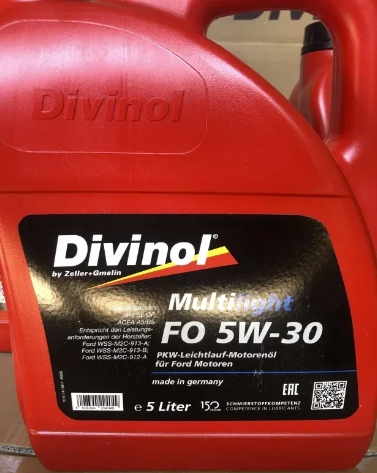 DIVINOL
Divinol
Divinol®
by Zeller+Gmelin
Multilight
ACEA A5/B5
Entspricht den Leistungs-
anforderungen der Hersteller:
Ford WSS-M2C-913-A;
Ford WSS-M2C-913-B;
Ford WSS-M2C-912-A
FO 5W-30
PKW-Leichtlauf-Motorenöl
für Ford Motoren
made in germany
e 5 Liter
150
SCHMIERSTOFFKOMPETENZ
COMPETENCE IN LUBRICANTS
EAC